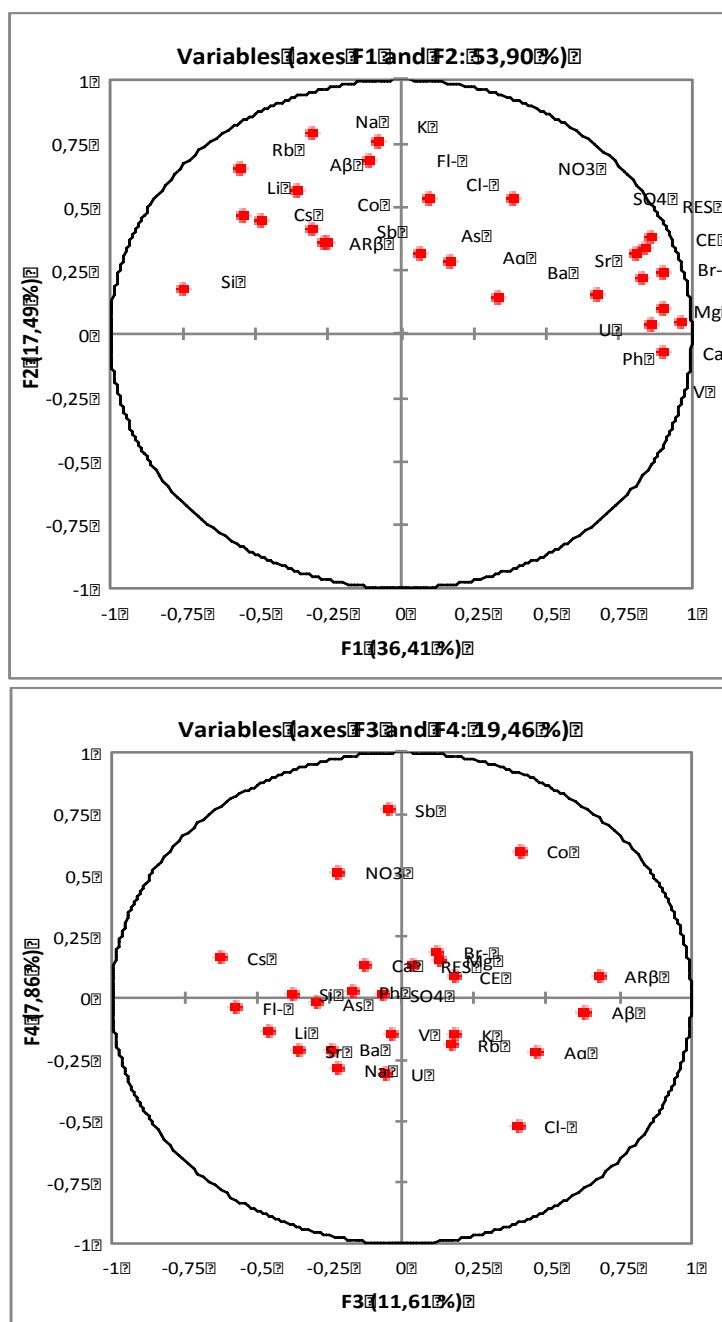 Variables (axes F1 and F2: 53,90 %)
1
0,75
0,5
0,25
0
-0,25
-0,5
-0,75
-1
F2 (17,49 %)
Na
K
Rb
Aβ
Fl-
NO3
Li
Cl-
SO4
RES
Co
Cs
Sb
ARβ
As
CE
Aα
Sr
Br-
Si
Ba
U
Ph
Ca
V
-1
-0,75
-0,5
-0,25
0
0,25
0,5
0,75
1
F1 (36,41 %)
Variables (axes F3 and F4: 19,46 %)
1
0,75
0,5
0,25
0
-0,25
-0,5
-0,75
-1
F4 (7,86 %)
Sb
Co
NO3
Br-
Cs
Mg
Ca
RES
CE
ARβ
Si
Ph
SO4
Fl-
As
Aβ
Li
V
K
Sr
Ba
Rb
Aα
Na
U
Cl-
-1
-0,75
-0,5
-0,25
0
0,25
0,5
0,75
1
F3 (11,61 %)